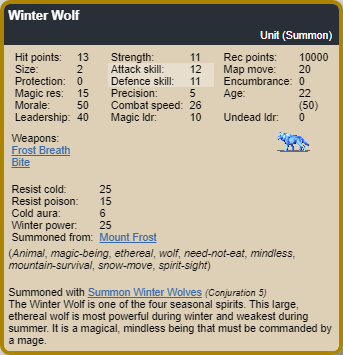 Winter Wolf
Unit (Summon)
Hit points: 13 Strength: 11 Rec points: 10000
Size: 2 Attack skill: 12 Map move: 20
Protection: 0 Defence skill: 11 Encumbrance: 0
Magic res: 15 Precision: 5 Age: 22
Morale: 50 Combat speed: 26 (50)
Leadership: 40 Magic ldr: 10 Undead ldr: 0
Weapons:
Frost Breath
Bite
Resist cold: 25
Resist poison: 15
Cold aura: 6
Winter power: 25
Summoned from: Mount Frost
(Animal, magic-being, ethereal, wolf, need-not-eat, mindless,
mountain-survival, snow-move, spirit-sight)
Summoned with Summon Winter Wolves (Conjuration 5)
The Winter Wolf is one of the four seasonal spirits. This large,
ethereal wolf is most powerful during winter and weakest during
summer. It is a magical, mindless being that must be commanded by
a mage.